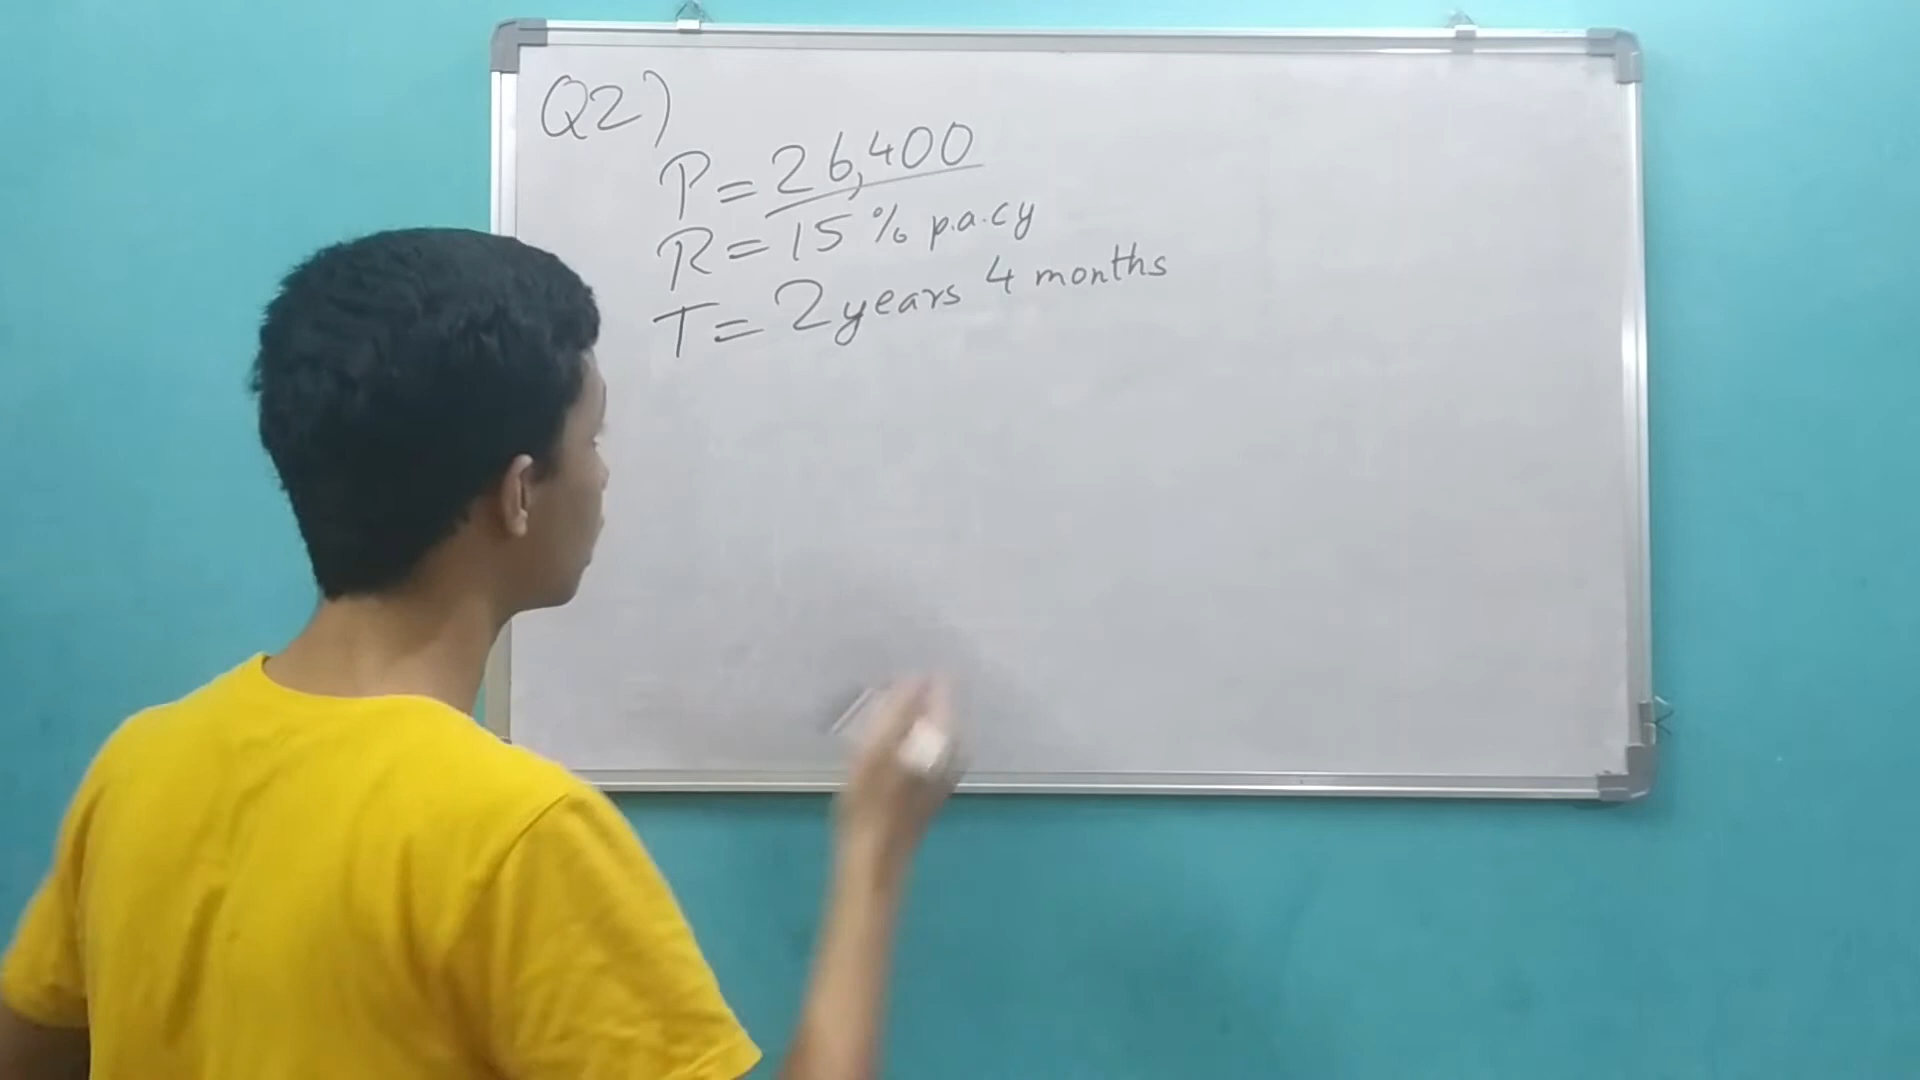 Q2)
P = 26,400
R = 15 % p.a.cy
T = 2 years 4 months